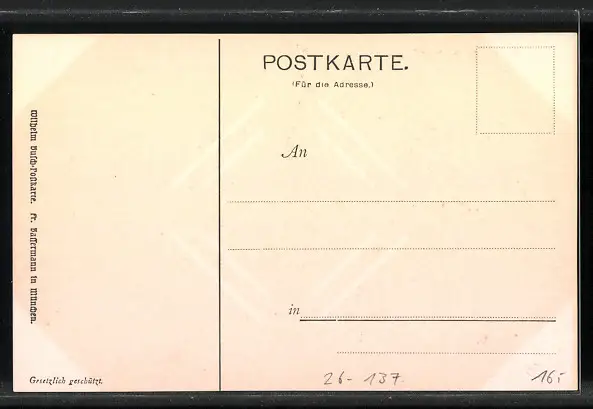 POSTKARTE.
(Für die Adresse.)
An
in
Wilhelm Busch-Postkarte. Fr. Bassermann in München.
Gesetzlich geschützt.
26- 137
16,-